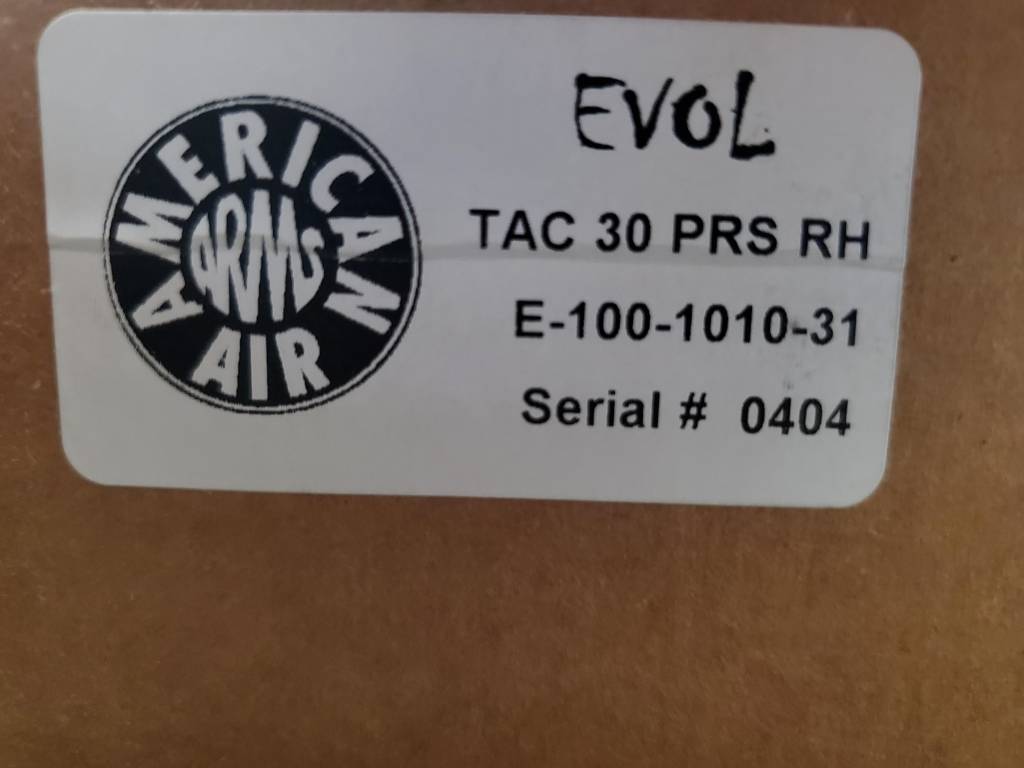 AMERICAN
ARMS
AIR
EVOL
TAC 30 PRS RH
E-100-1010-31
Serial # 0404